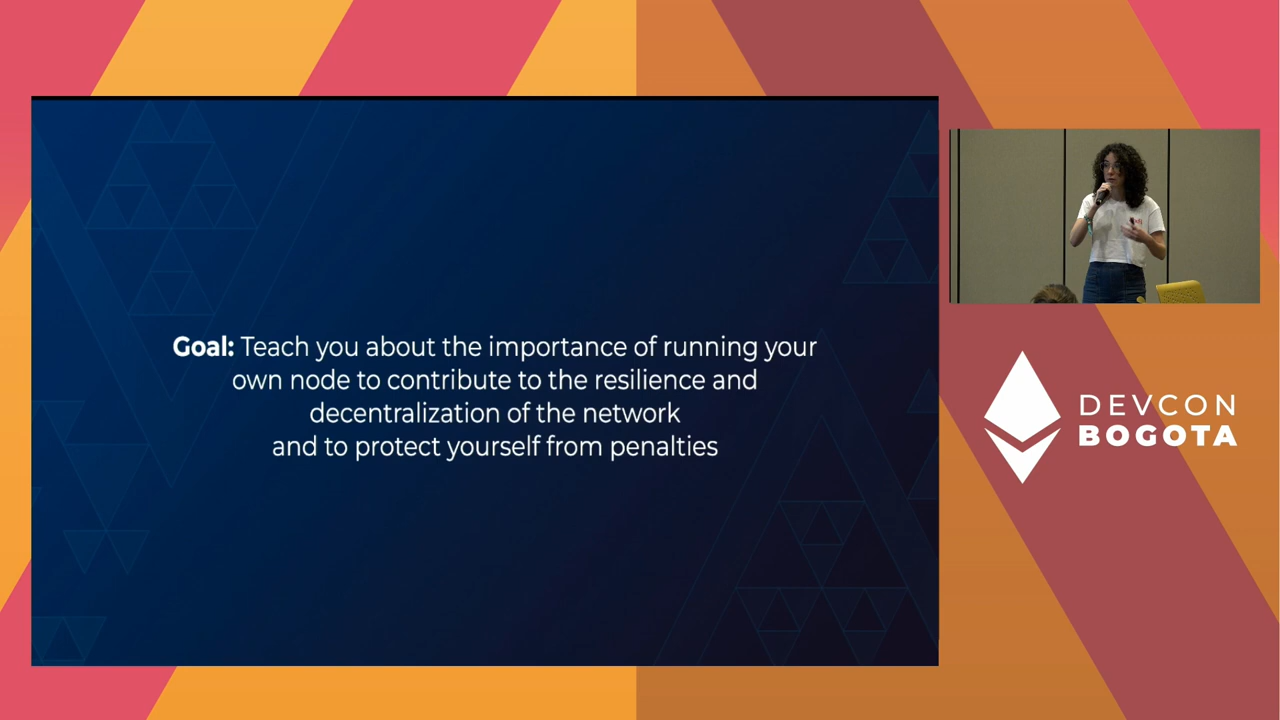 Goal: Teach you about the importance of running your
own node to contribute to the resilience and
decentralization of the network
and to protect yourself from penalties
DEVCON
BOGOTA